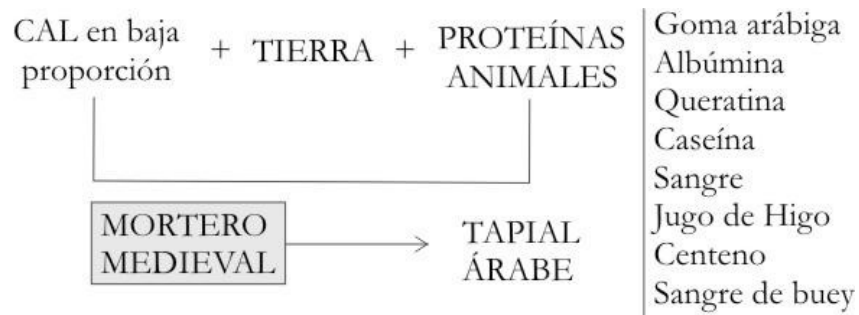 CAL en baja
proporción
+ TIERRA +
PROTEÍNAS
ANIMALES
Goma arábiga
Albúmina
Queratina
Caseína
Sangre
Jugo de Higo
Centeno
Sangre de buey
MORTERO
MEDIEVAL
TAPIAL
ÁRABE